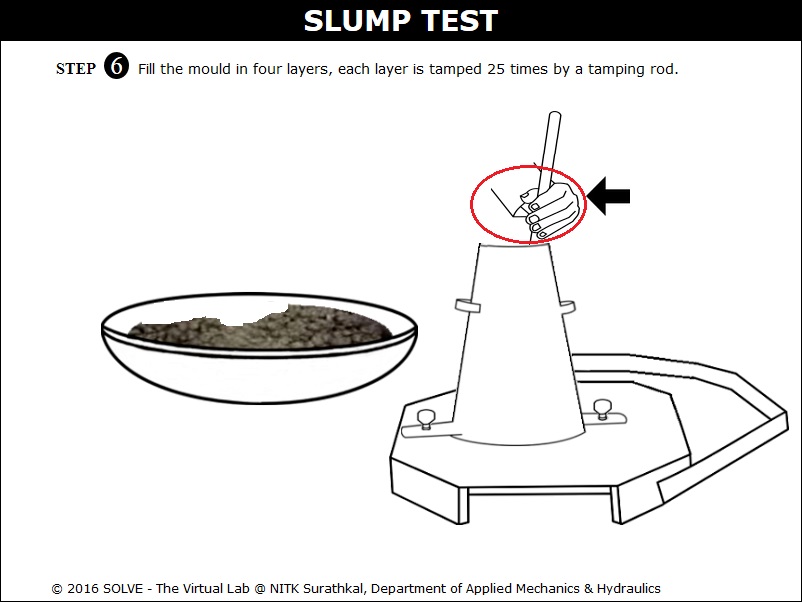 SLUMP TEST
STEP 6 Fill the mould in four layers, each layer is tamped 25 times by a tamping rod.
© 2016 SOLVE - The Virtual Lab @ NITK Surathkal, Department of Applied Mechanics & Hydraulics